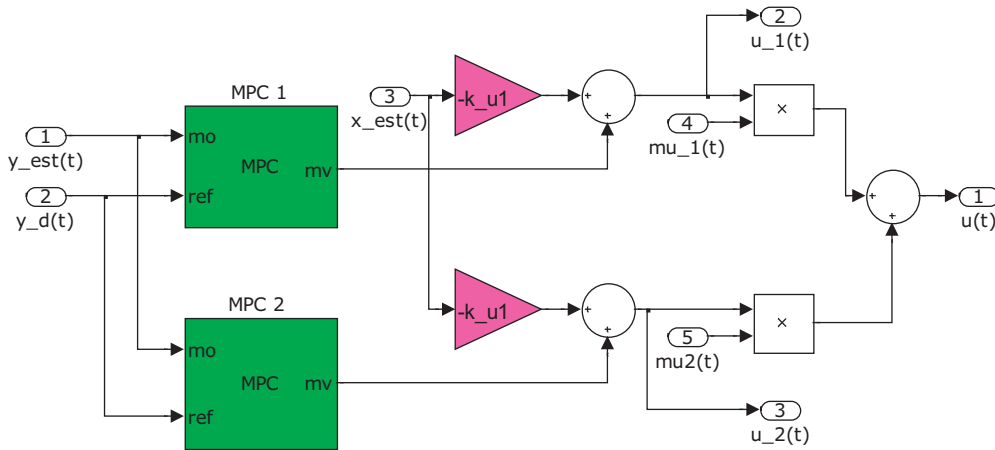 2
u_1(t)
MPC 1
3
x_est(t)
-k_u1
+
+
×
4
mu_1(t)
1
y_est(t)
mo
MPC
mv
2
y_d(t)
ref
+
+
1
u(t)
MPC 2
-k_u1
+
+
×
5
mu2(t)
mo
MPC
mv
ref
3
u_2(t)